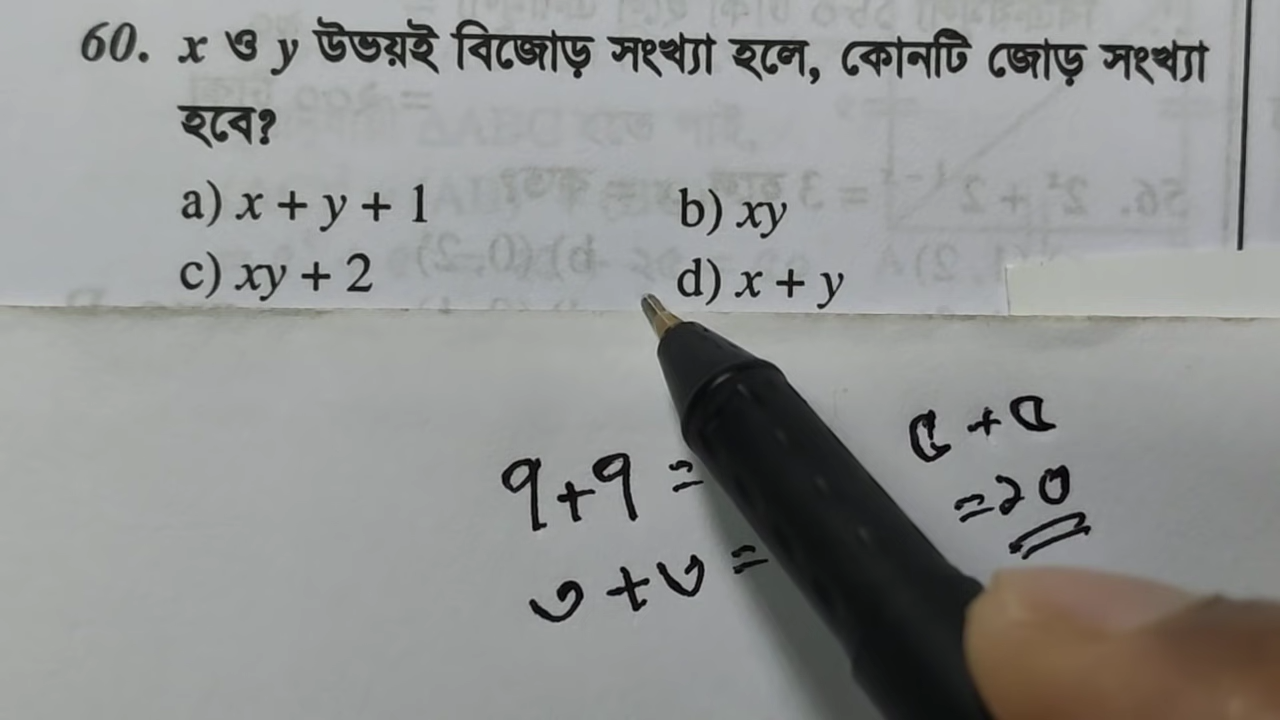 60. x ও y উভয়ই বিজোড় সংখ্যা হলে, কোনটি জোড় সংখ্যা
হবে?
a) x + y + 1 b) xy
c) xy + 2 d) x + y
৫ + ৫
= ১০
৭+৭ =
৩+৩ =